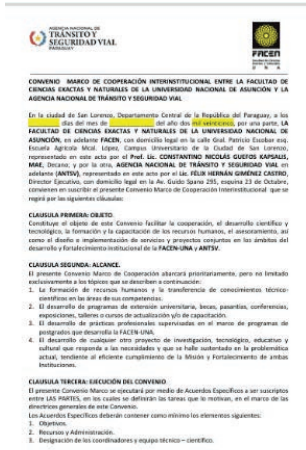 AGENCIA NACIONAL DE
TRÁNSITO Y
SEGURIDAD VIAL
PARAGUAY
FACEN
UNA
CONVENIO MARCO DE COOPERACIÓN INTERINSTITUCIONAL ENTRE LA FACULTAD DE
CIENCIAS EXACTAS Y NATURALES DE LA UNIVERSIDAD NACIONAL DE ASUNCIÓN Y LA
AGENCIA NACIONAL DE TRÁNSITO Y SEGURIDAD VIAL
En la ciudad de San Lorenzo, Departamento Central de la República del Paraguay, a los
días del mes de del año dos mil veinticinco, por una parte, LA
FACULTAD DE CIENCIAS EXACTAS Y NATURALES DE LA UNIVERSIDAD NACIONAL DE
ASUNCIÓN, en adelante FACEN, con domicilio legal en la calle Gral. Patricio Escobar esq.
Escuela Agrícola Mcal. López, Campus Universitario de la Ciudad de San Lorenzo,
representado en este acto por el Prof. Lic. CONSTANTINO NICOLÁS GUEFOS KAPSALIS,
MAE, Decano; y por la otra, AGENCIA NACIONAL DE TRÁNSITO Y SEGURIDAD VIAL en
adelante (ANTSV), representado en este acto por el Lic. FÉLIX HERNÁN GIMÉNEZ CASTRO,
Director Ejecutivo, con domicilio legal en la Av. Guido Spano 295, esquina 23 de Octubre,
convienen en suscribir el presente Convenio Marco de Cooperación Interinstitucional que se
regirá por las siguientes cláusulas:
CLAUSULA PRIMERA: OBJETO.
Constituye el objeto de este Convenio facilitar la cooperación, el desarrollo científico y
tecnológico, la formación y la capacitación de los recursos humanos, el asesoramiento, así
como el diseño e implementación de servicios y proyectos conjuntos en los ámbitos del
desarrollo y fortalecimiento institucional de la FACEN-UNA y ANTSV.
CLAUSULA SEGUNDA: ALCANCE.
El presente Convenio Marco de Cooperación abarcará prioritariamente, pero no limitado
exclusivamente a los tópicos que se describen a continuación:
1. La formación de recursos humanos y la transferencia de conocimientos técnico-
científicos en las áreas de sus competencias.
2. El desarrollo de programas de extensión universitaria, becas, pasantías, conferencias,
exposiciones, talleres o cursos de actualización y/o de capacitación.
3. El desarrollo de prácticas profesionales supervisadas en el marco de programas de
postgrados que desarrolla la FACEN-UNA.
4. El desarrollo de cualquier otro proyecto de investigación, tecnológico, educativo y
cultural que responda a las necesidades y que se halle sustentado en la problemática
actual, tendiente al eficiente cumplimiento de la Misión y Fortalecimiento de ambas
Instituciones.
CLAUSULA TERCERA: EJECUCIÓN DEL CONVENIO
El presente Convenio Marco se ejecutará por medio de Acuerdos Específicos a ser suscriptos
entre LAS PARTES, en los cuales se definirán las tareas que lo motivan, en el marco de las
directrices generales de este Convenio.
Los Acuerdos Específicos deberán contener como mínimo los elementos siguientes:
1. Objetivos.
2. Recursos y Administración.
3. Designación de los coordinadores y equipo técnico – científico.